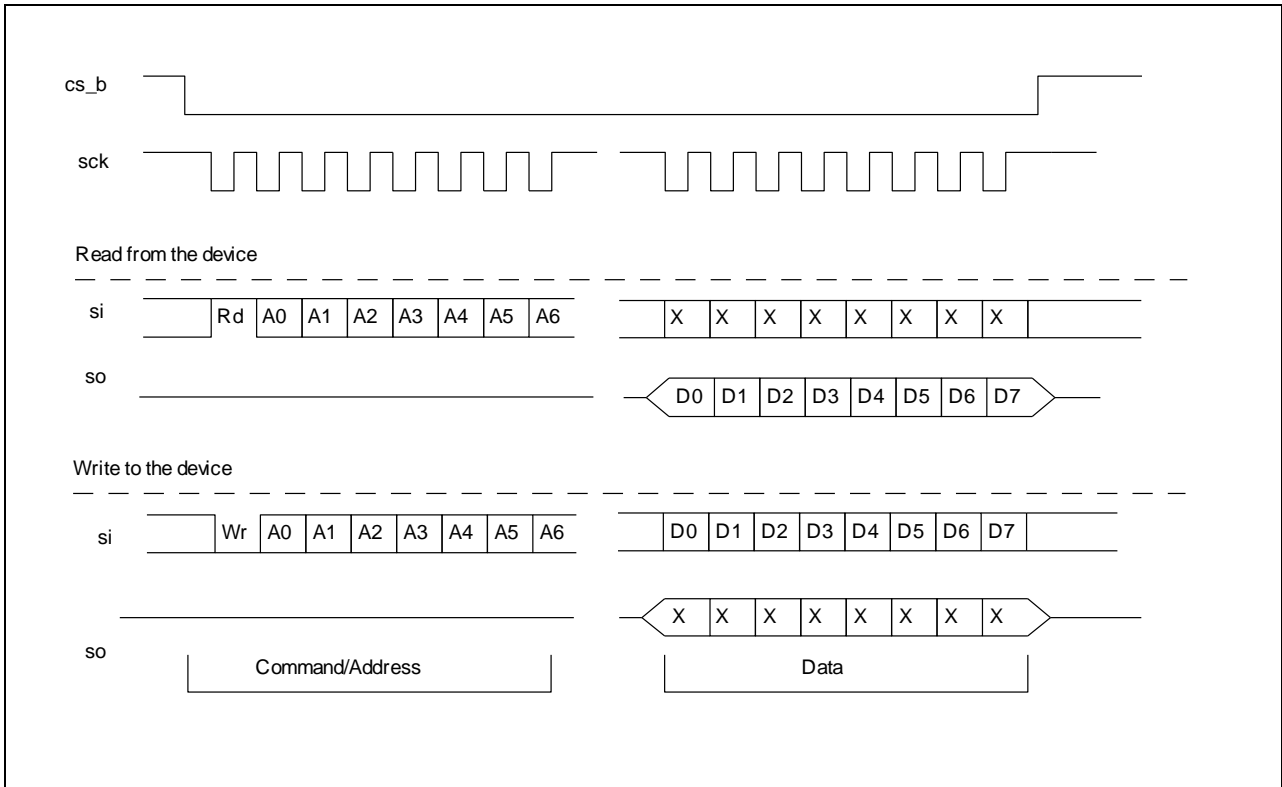 cs_b
sck
Read from the device
si Rd A0 A1 A2 A3 A4 A5 A6 X X X X X X X X
so D0 D1 D2 D3 D4 D5 D6 D7
Write to the device
si Wr A0 A1 A2 A3 A4 A5 A6 D0 D1 D2 D3 D4 D5 D6 D7
X X X X X X X X
so
Command/Address Data